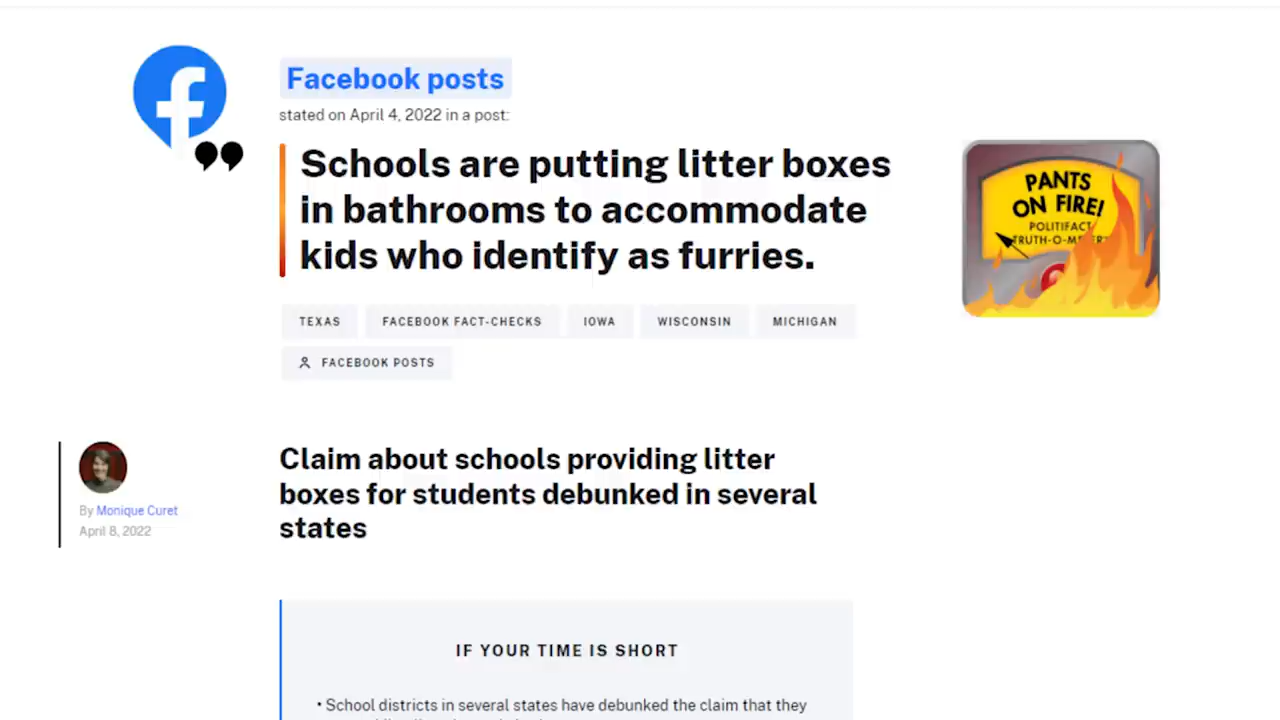 Facebook posts
stated on April 4, 2022 in a post:
Schools are putting litter boxes
in bathrooms to accommodate
kids who identify as furries.
PANTS
ON FIRE!
POLITIFACT
TRUTH-O-METER
TEXAS
FACEBOOK FACT-CHECKS
IOWA
WISCONSIN
MICHIGAN
FACEBOOK POSTS
Claim about schools providing litter
boxes for students debunked in several
states
By Monique Curet
April 8, 2022
IF YOUR TIME IS SHORT
• School districts in several states have debunked the claim that they